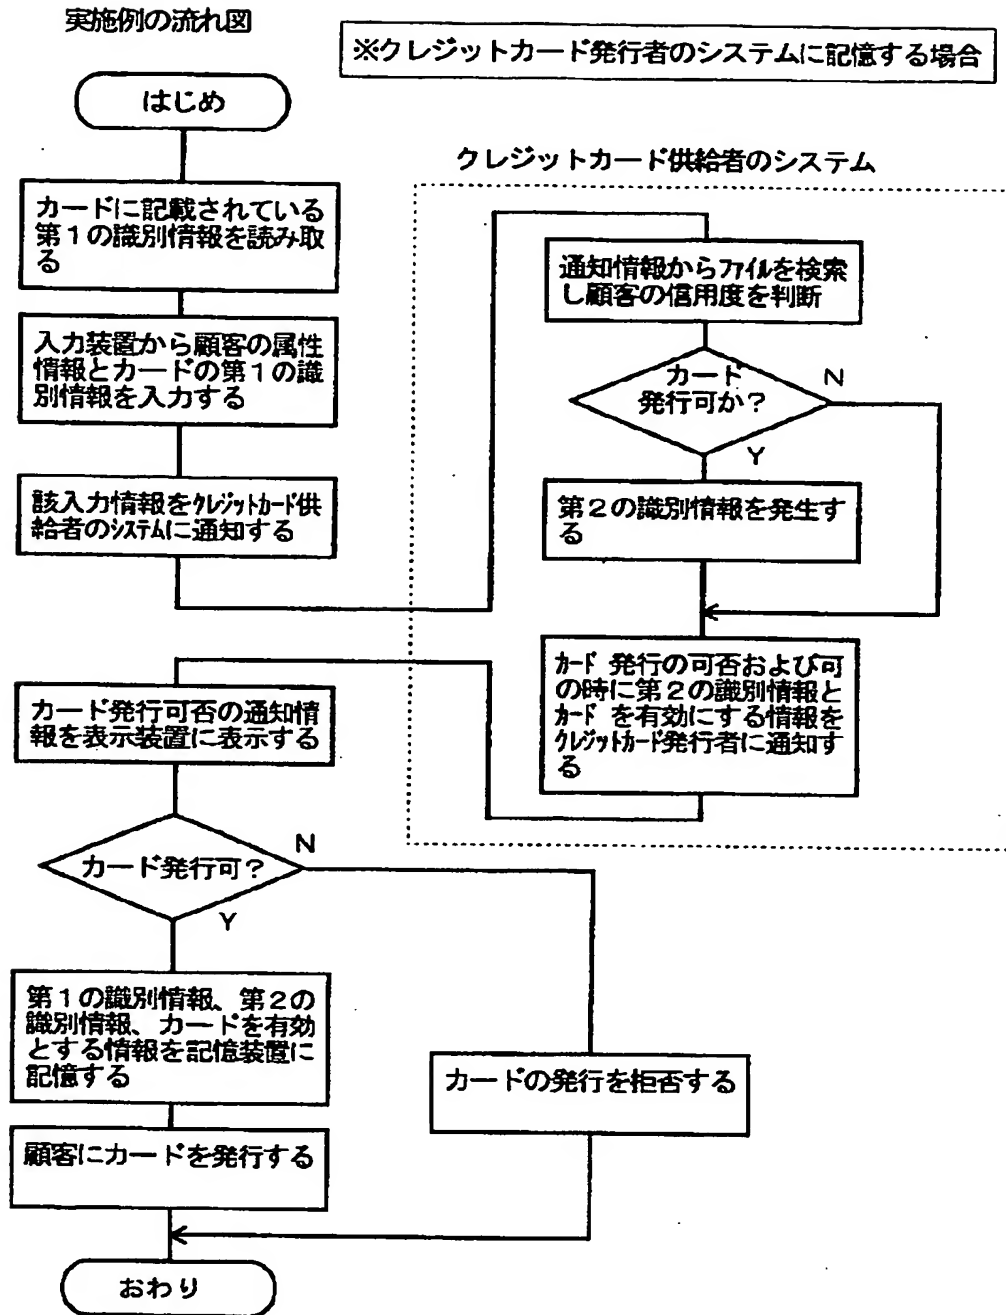 実施例の流れ図
※クレジットカード発行者のシステムに記憶する場合
はじめ
カードに記載されている
第1の識別情報を読み取
る
入力装置から顧客の属性
情報とカードの第1の識
別情報を入力する
該入力情報をｸﾚｼﾞｯﾄｶｰﾄﾞ供
給者のｼｽﾃﾑに通知する
クレジットカード供給者のシステム
通知情報からﾌｧｲﾙを検索
し顧客の信用度を判断
カード
発行可か？
N
Y
第2の識別情報を発生す
る
ｶｰﾄﾞ 発行の可否および可
の時に第2の識別情報と
ｶｰﾄﾞ を有効にする情報を
ｸﾚｼﾞｯﾄｶｰﾄﾞ発行者に通知す
る
カード発行可否の通知情
報を表示装置に表示する
カード発行可？
N
Y
第1の識別情報、第2の
識別情報、カードを有効
とする情報を記憶装置に
記憶する
カードの発行を拒否する
顧客にカードを発行する
おわり